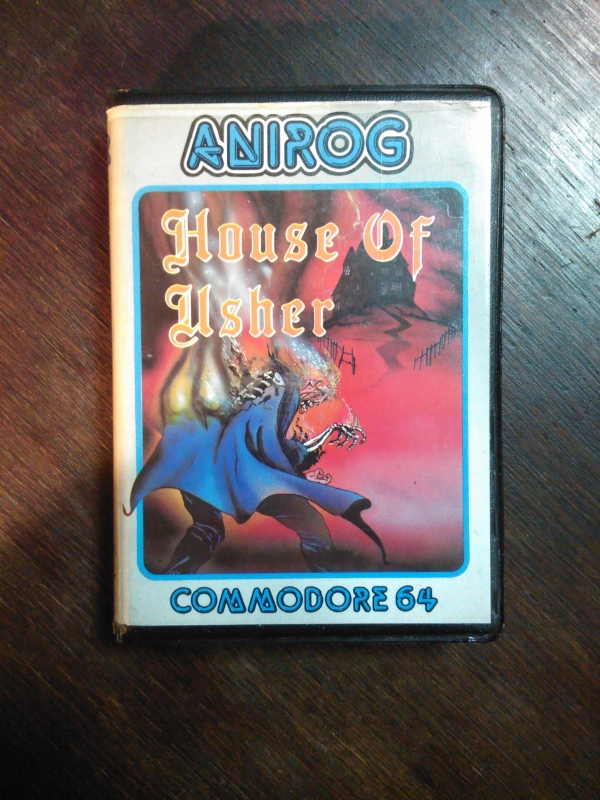 ANIROG
House Of
Usher
COMMODORE 64